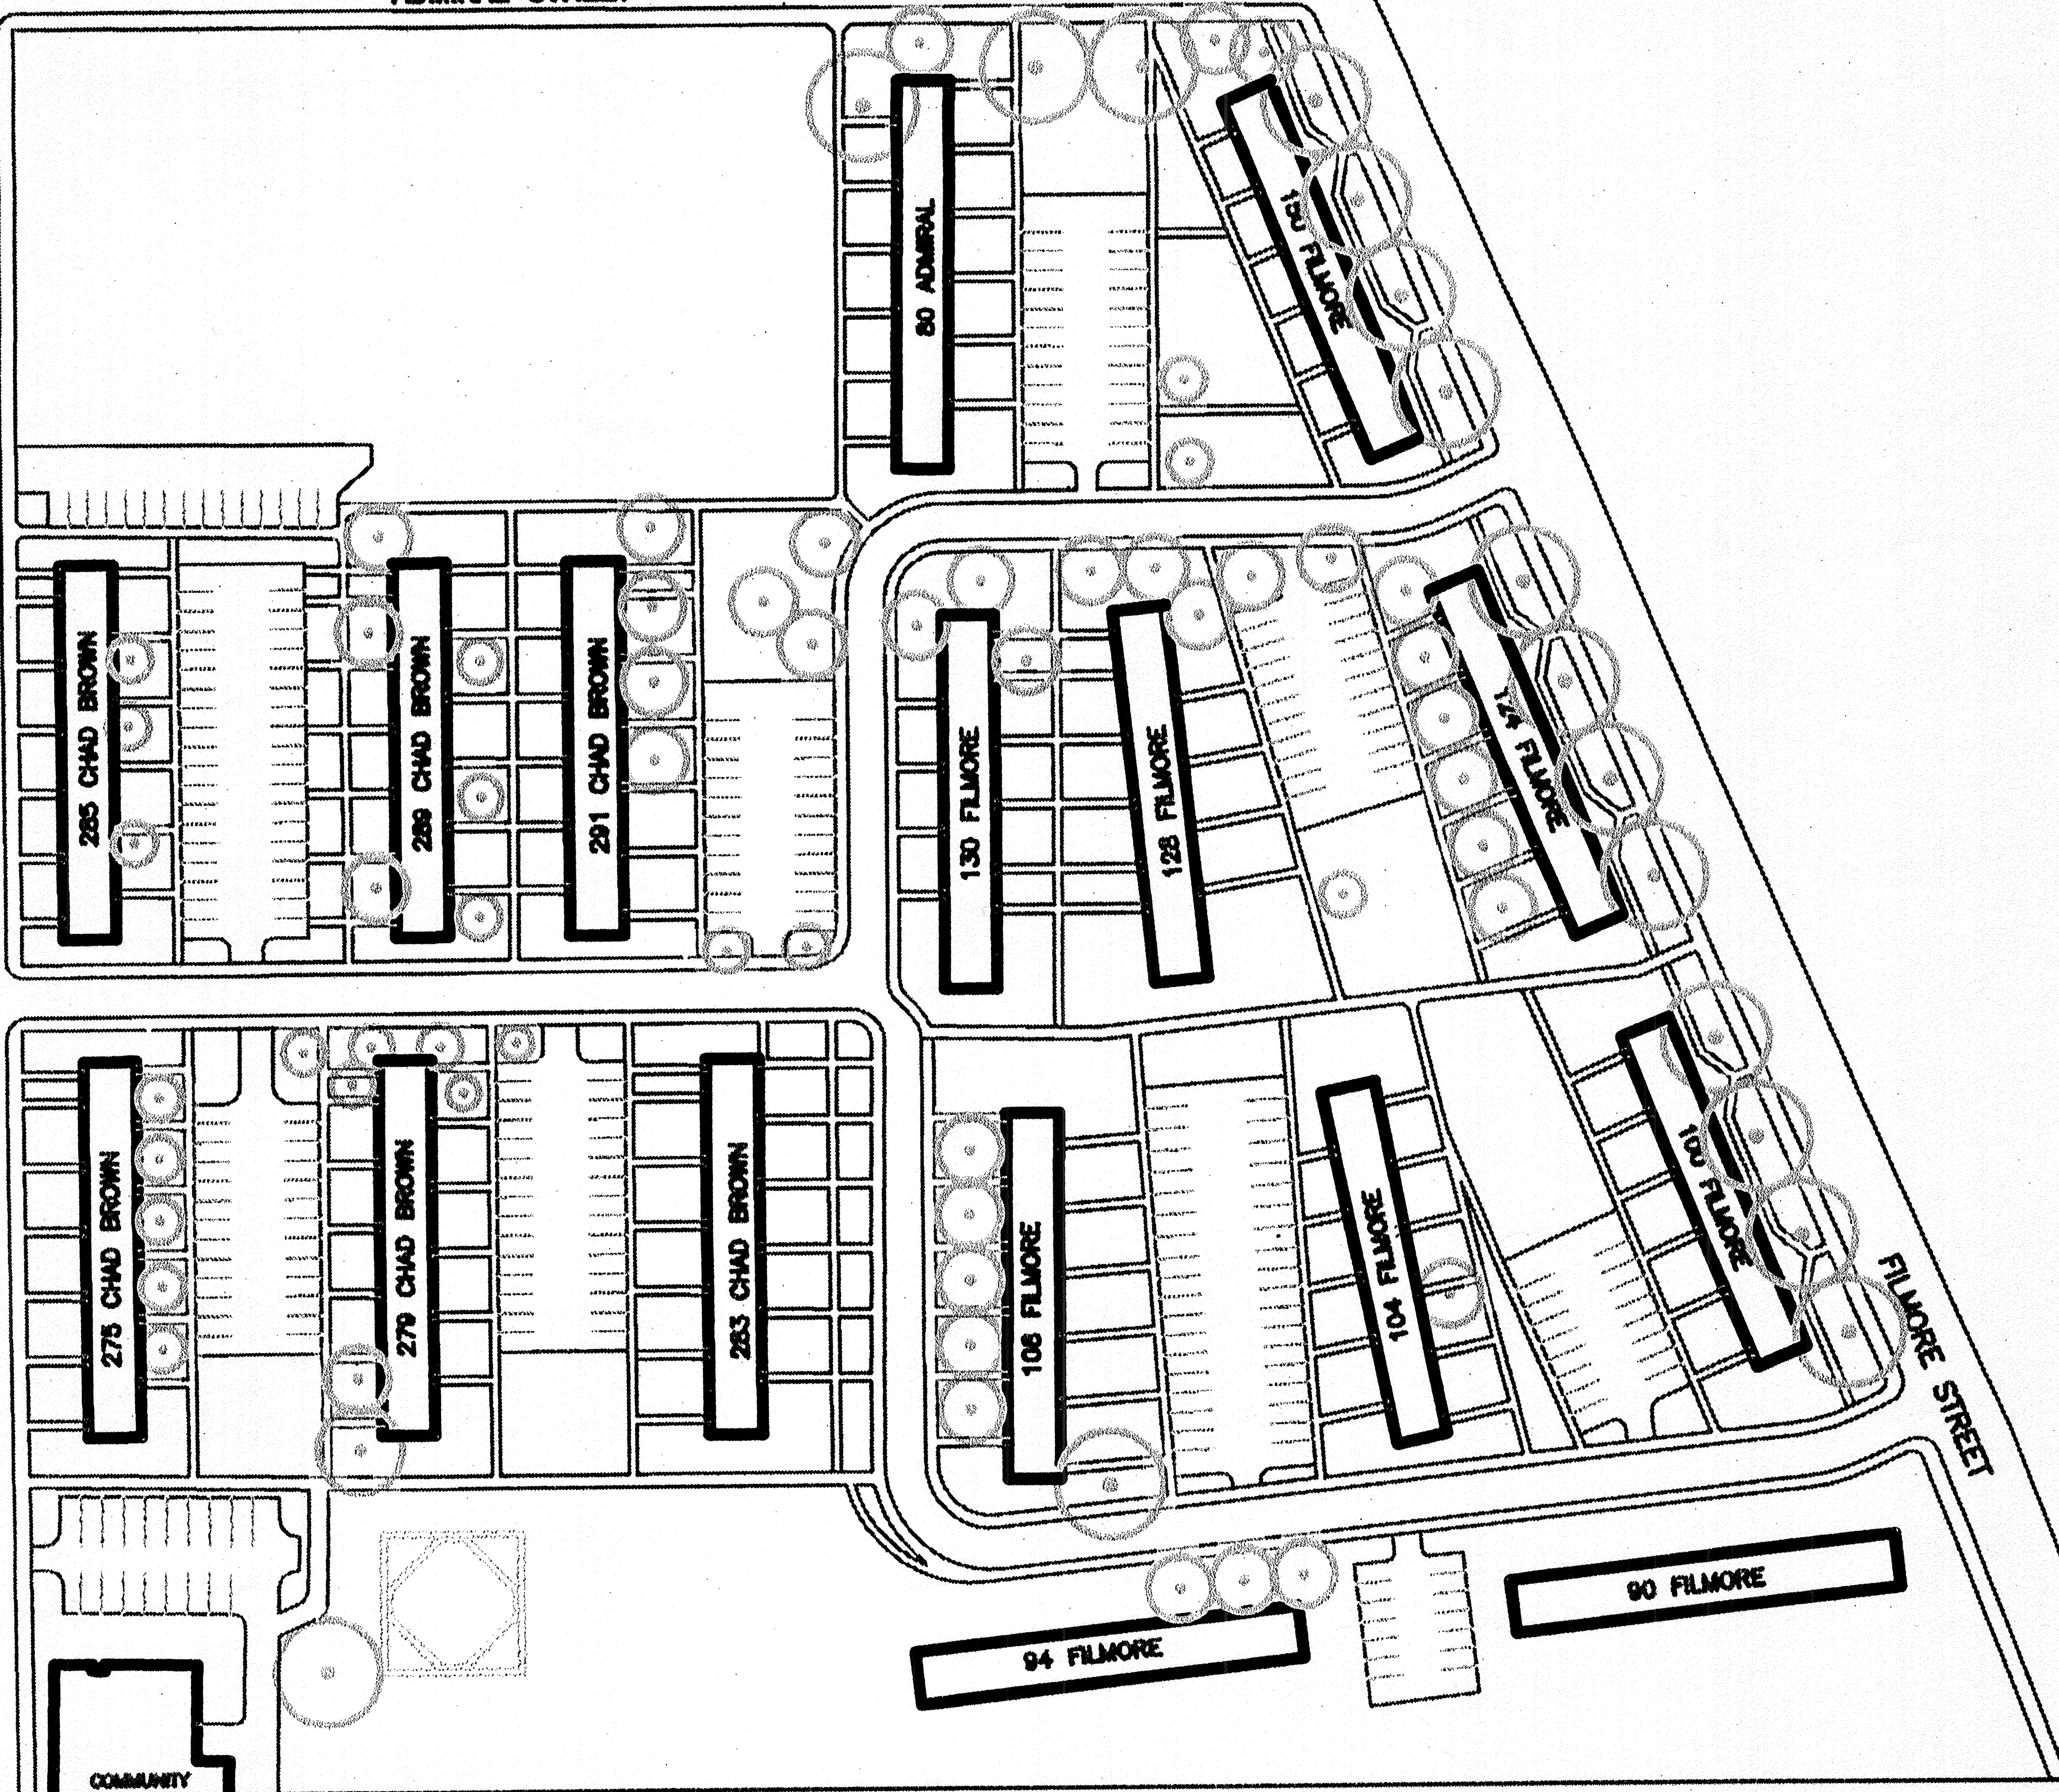 80 ADMIRAL
150 FILMORE
285 CHAD BROWN
289 CHAD BROWN
291 CHAD BROWN
130 FILMORE
128 FILMORE
124 FILMORE
275 CHAD BROWN
279 CHAD BROWN
283 CHAD BROWN
108 FILMORE
104 FILMORE
100 FILMORE
FILMORE STREET
94 FILMORE
90 FILMORE
COMMUNITY